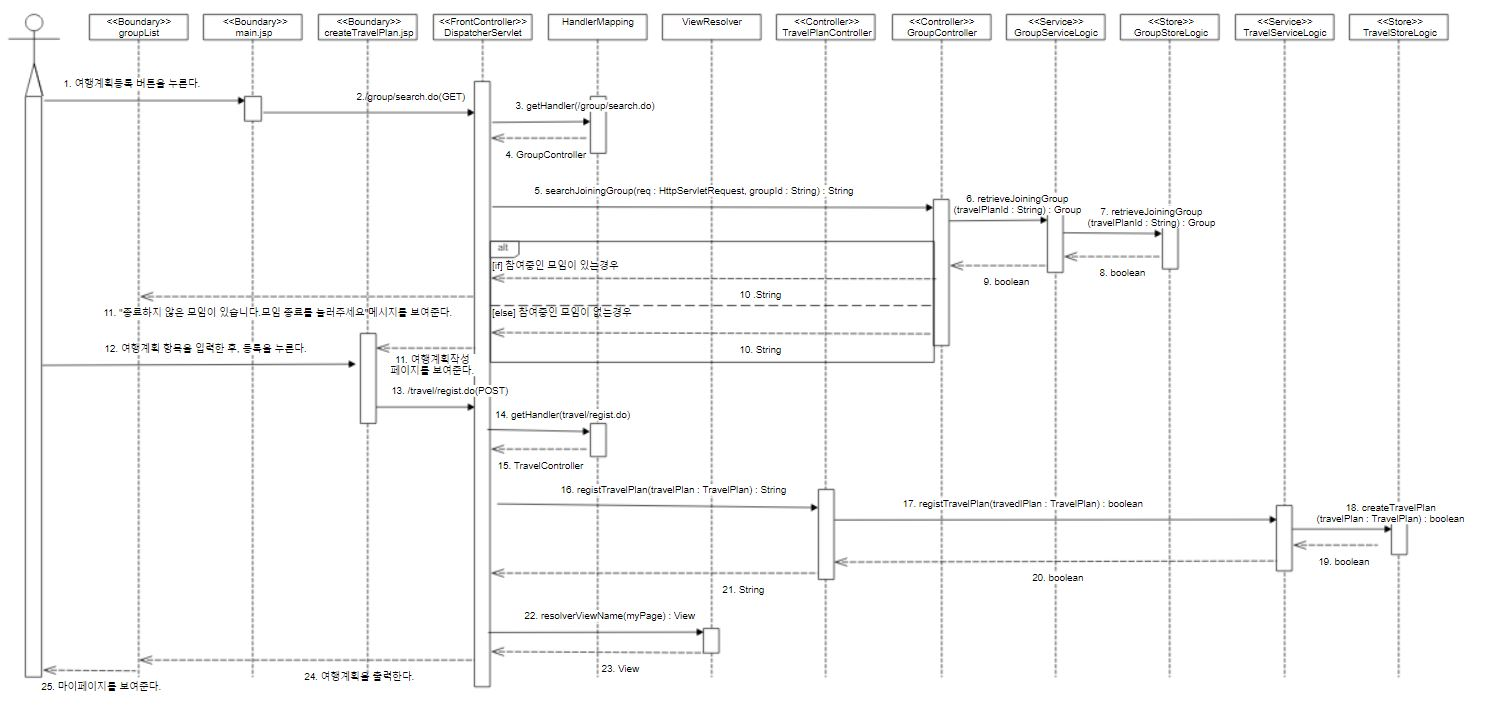 <<Boundary>>
groupList
<<Boundary>>
main.jsp
<<Boundary>>
createTravelPlan.jsp
<<FrontController>>
DispatcherServlet
HandlerMapping
ViewResolver
<<Controller>>
TravelPlanController
<<Controller>>
GroupController
<<Service>>
GroupServiceLogic
<<Store>>
GroupStoreLogic
<<Service>>
TravelServiceLogic
<<Store>>
TravelStoreLogic
1. 여행계획등록 버튼을 누른다.
2./group/search.do(GET)
3. getHandler(/group/search.do)
4. GroupController
5. searchJoiningGroup(req : HttpServletRequest, groupId : String) : String
6. retrieveJoiningGroup
(travelPlanId : String) : Group
7. retrieveJoiningGroup
(travelPlanId : String) : Group
8. boolean
9. boolean
alt
[if] 참여중인 모임이 있는경우
10 .String
11. "종료하지 않은 모임이 있습니다.모임 종료를 눌러주세요"메시지를 보여준다.
[else] 참여중인 모임이 없는경우
10. String
12. 여행계획 항목을 입력한 후, 등록을 누른다.
11. 여행계획작성
페이지를 보여준다.
13. /travel/regist.do(POST)
14. getHandler(travel/regist.do)
15. TravelController
16. registTravelPlan(travelPlan : TravelPlan) : String
17. registTravelPlan(travedlPlan : TravelPlan) : boolean
18. createTravelPlan
(travelPlan : TravelPlan) : boolean
19. boolean
20. boolean
21. String
22. resolverViewName(myPage) : View
23. View
24. 여행계획을 출력한다.
25. 마이페이지를 보여준다.